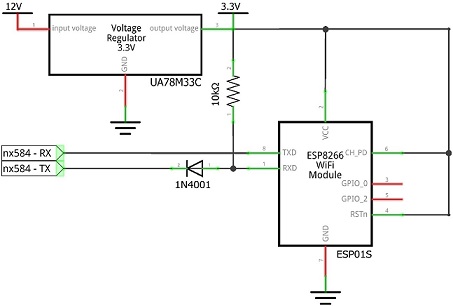 12V
3.3V
Voltage
Regulator
3.3V
input voltage
output voltage
1
1
GND
2
UA78M33C
10kΩ
2
1
nx584 - RX
nx584 - TX
1N4001
2
1
ESP8266
WiFi
Module
VCC
TXD
RXD
8
1
CH_PD
6
GPIO_0
3
GPIO_2
5
RSTn
4
GND
7
ESP01S